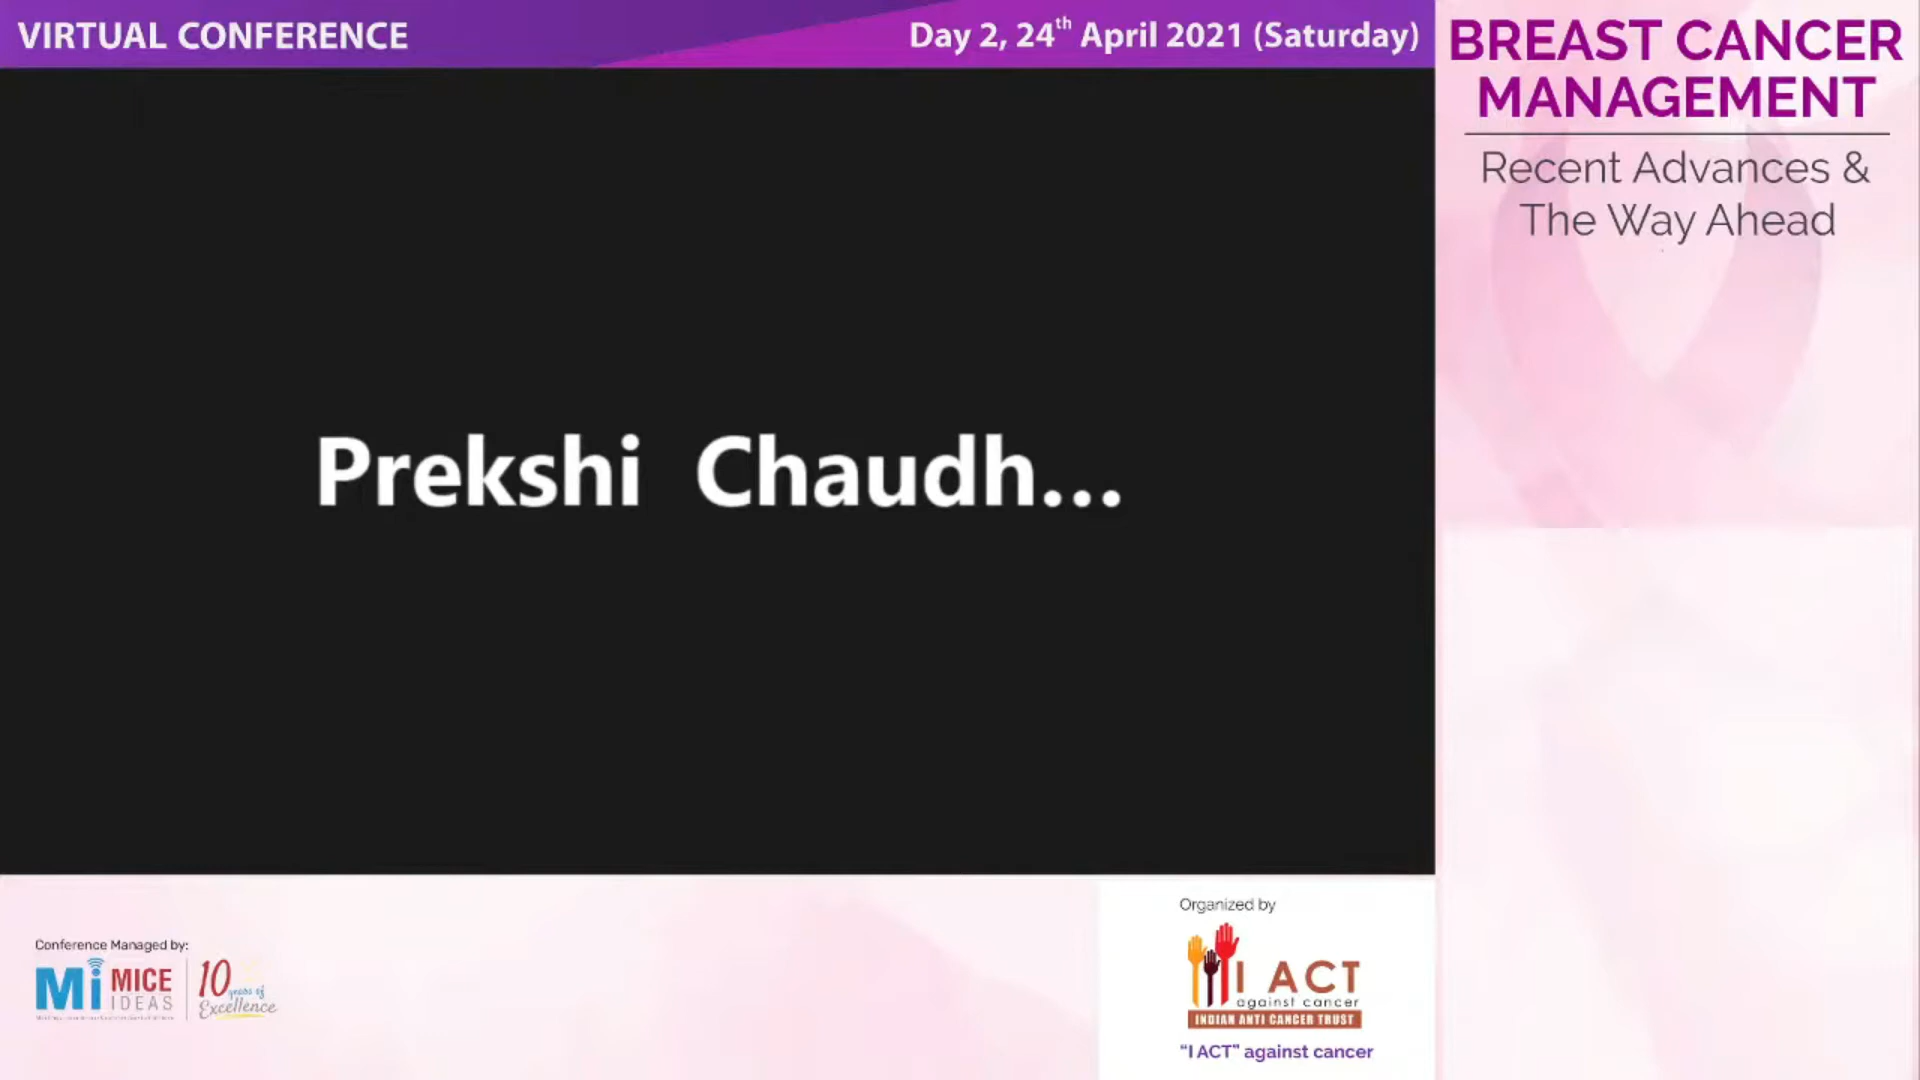 VIRTUAL CONFERENCE
Day 2, 24th April 2021 (Saturday)
BREAST CANCER
MANAGEMENT
Recent Advances &
The Way Ahead
Prekshi Chaudh...
Conference Managed by:
Mi MICE
IDEAS
10
years of
Excellence
Organized by
I ACT
against cancer
INDIAN ANTI CANCER TRUST
“I ACT” against cancer